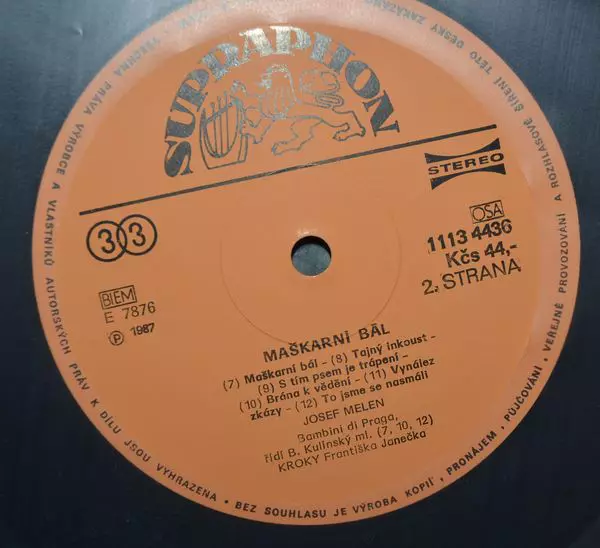 SUPRAPHON
STEREO
33
OSA
1113 4436
Kčs 44,-
2. STRANA
BIEM
E 7876
Ⓟ 1987
MAŠKARNÍ BÁL
(7) Maškarní bál - (8) Tajný inkoust -
(9) S tím psem je trápení -
(10) Brána k vědění - (11) Vynález
zkázy - (12) To jsme se nasmáli
JOSEF MELEN
Bambini di Praga,
řídí B. Kulínský ml. (7, 10, 12)
KROKY Františka Janečka
VŠECHNA PRÁVA VÝROBCE A VLASTNÍKŮ AUTORSKÝCH PRÁV K DÍLU JSOU VYHRAZENA • BEZ SOUHLASU JE VÝROBA KOPIÍ, PRONÁJEM, PŮJČOVÁNÍ, VEŘEJNÉ PROVOZOVÁNÍ A ROZHLASOVÉ ŠÍŘENÍ TÉTO DESKY ZAKÁZÁNO